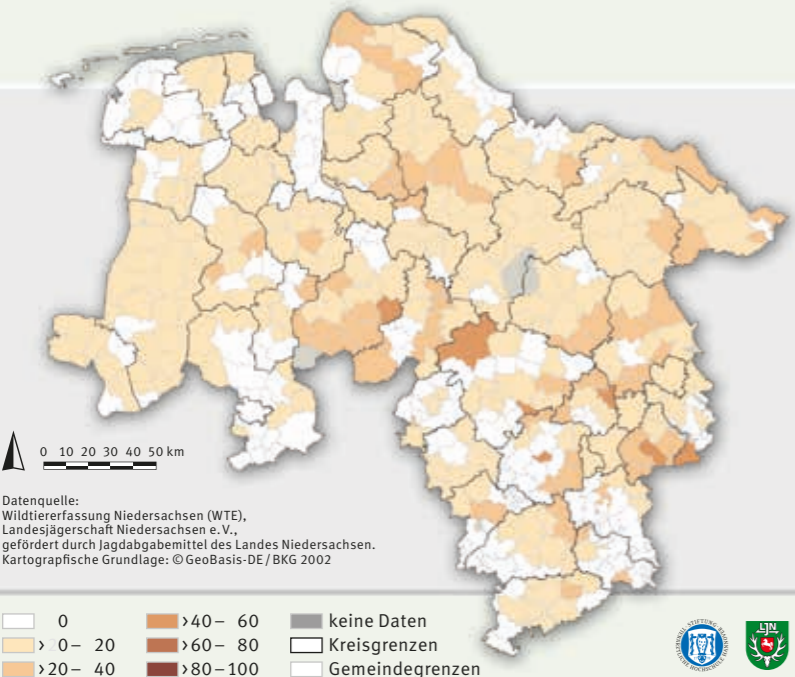 0 10 20 30 40 50 km
Datenquelle:
Wildtiererfassung Niedersachsen (WTE),
Landesjägerschaft Niedersachsen e. V.,
gefördert durch Jagdabgabemittel des Landes Niedersachsen.
Kartografische Grundlage: © GeoBasis-DE / BKG 2002
0
>40 – 60
keine Daten
>0 – 20
>60 – 80
Kreisgrenzen
>20 – 40
>80 – 100
Gemeindegrenzen
LJN